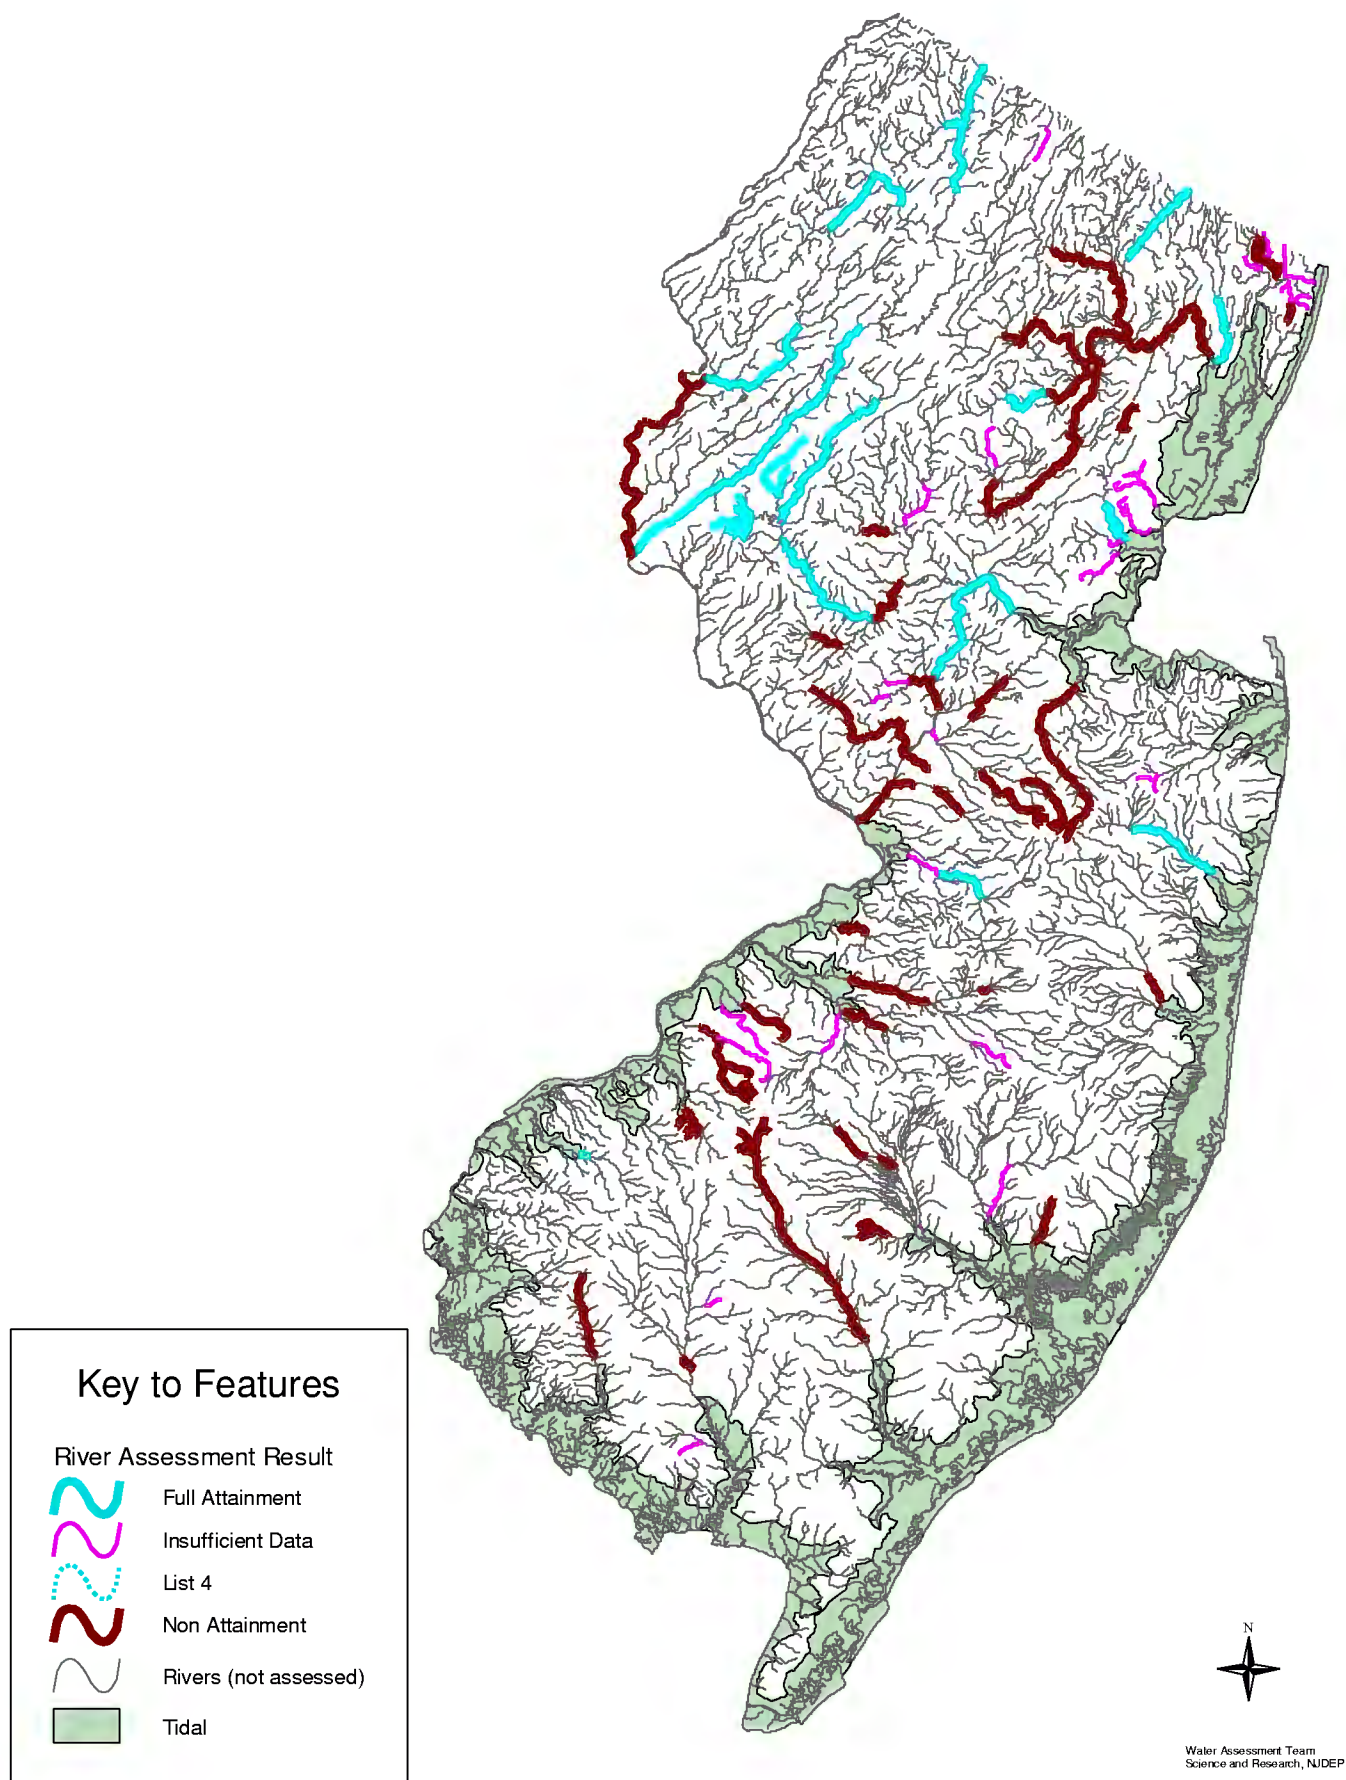 Key to Features
River Assessment Result
Full Attainment
Insufficient Data
List 4
Non Attainment
Rivers (not assessed)
Tidal
N
Water Assessment Team
Science and Research, NJDEP